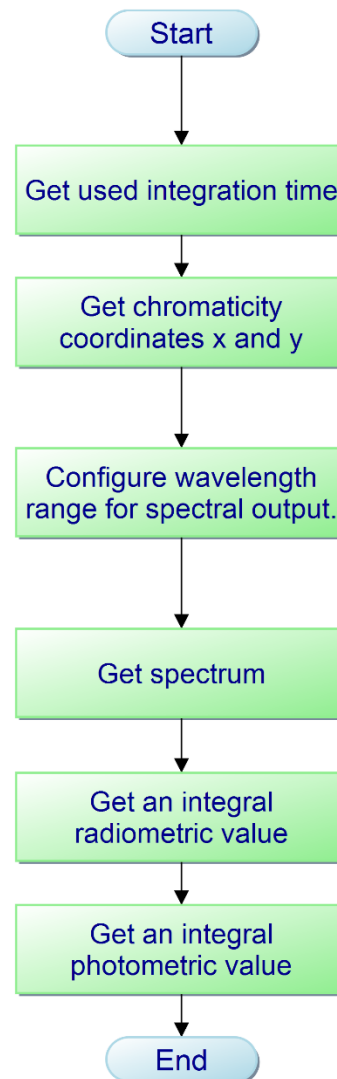 Start
Get used integration time
Get chromaticity
coordinates x and y
Configure wavelength
range for spectral output.
Get spectrum
Get an integral
radiometric value
Get an integral
photometric value
End